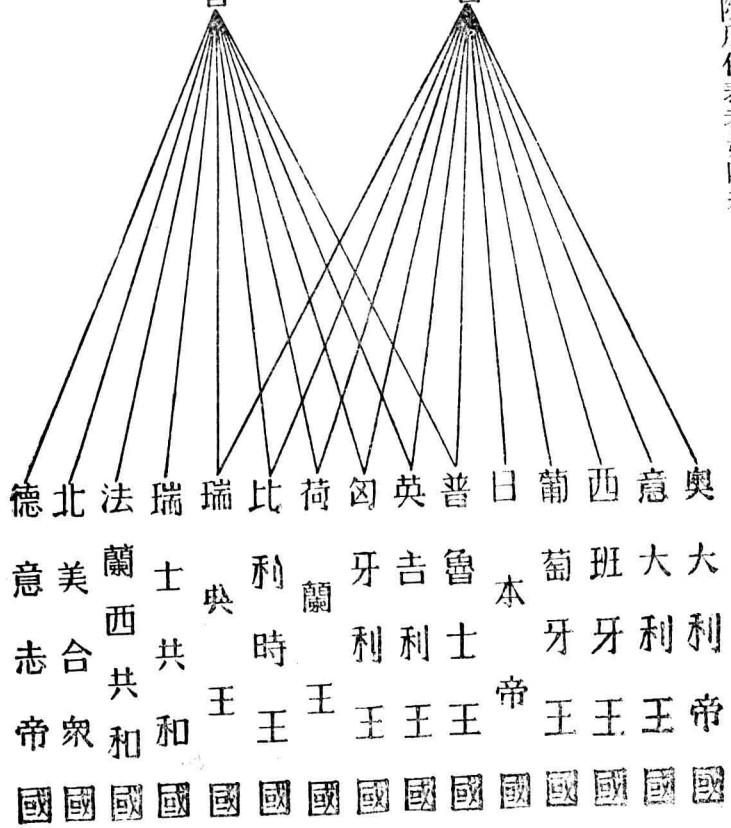 奧大利帝國
意大利王國
西班牙王國
葡萄牙王國
日本帝國
普魯士王國
英吉利王國
匈牙利王國
荷蘭王國
比利時王國
瑞典王國
瑞士共和國
法蘭西共和國
北美合衆國
德意志帝國